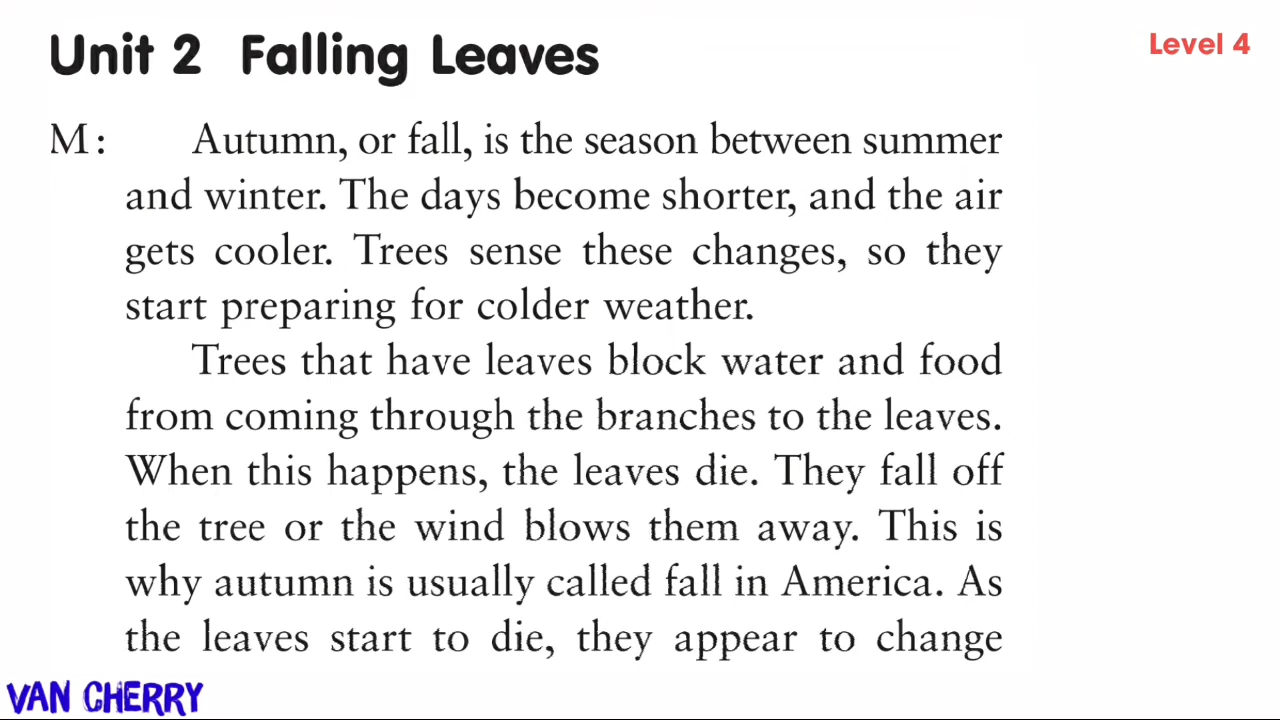 Unit 2 Falling Leaves
Level 4
M: Autumn, or fall, is the season between summer
and winter. The days become shorter, and the air
gets cooler. Trees sense these changes, so they
start preparing for colder weather.
Trees that have leaves block water and food
from coming through the branches to the leaves.
When this happens, the leaves die. They fall off
the tree or the wind blows them away. This is
why autumn is usually called fall in America. As
the leaves start to die, they appear to change
VAN CHERRY